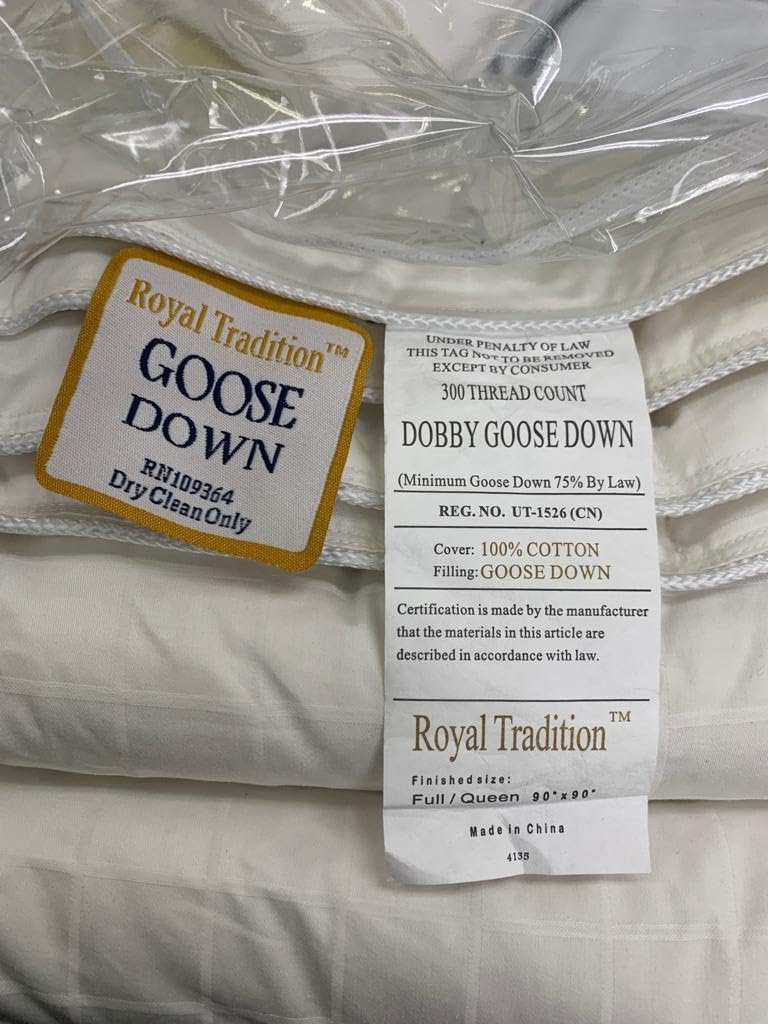 Royal Tradition™
GOOSE
DOWN
RN109364
Dry Clean Only
UNDER PENALTY OF LAW
THIS TAG NOT TO BE REMOVED
EXCEPT BY CONSUMER
300 THREAD COUNT
DOBBY GOOSE DOWN
(Minimum Goose Down 75% By Law)
REG. NO. UT-1526 (CN)
Cover: 100% COTTON
Filling: GOOSE DOWN
Certification is made by the manufacturer
that the materials in this article are
described in accordance with law.
Royal Tradition™
Finished size:
Full / Queen 90"x90"
Made in China
4135